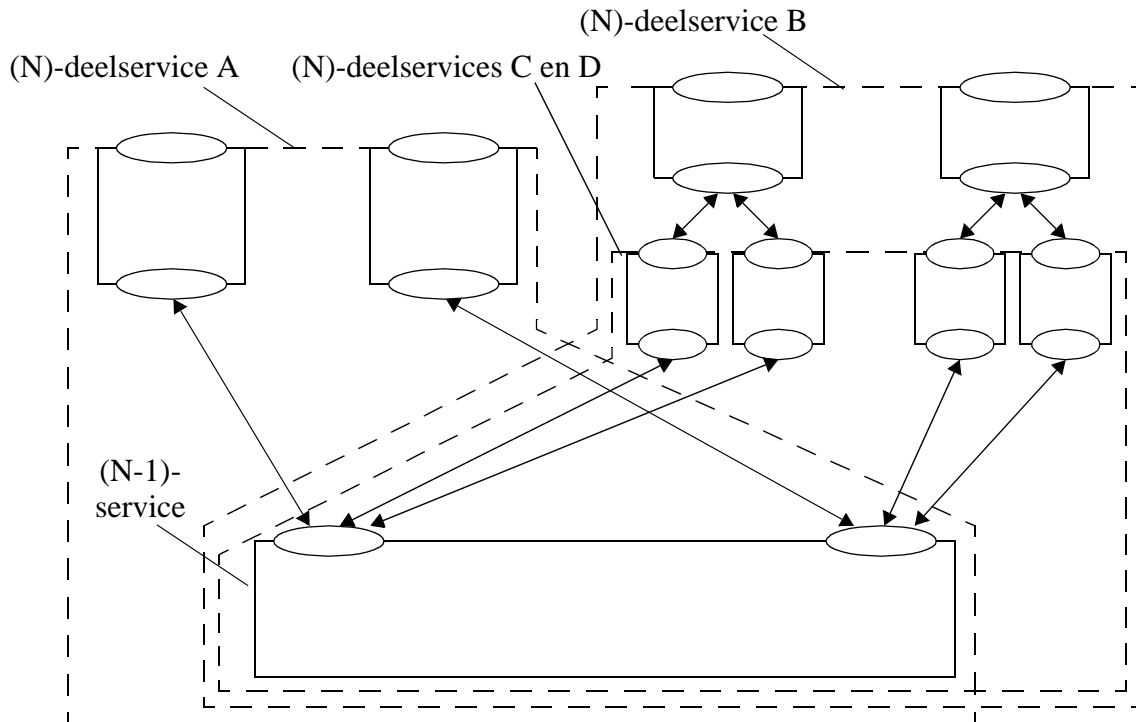 (N)-deelservice B
(N)-deelservice A
(N)-deelservices C en D
(N-1)-
service